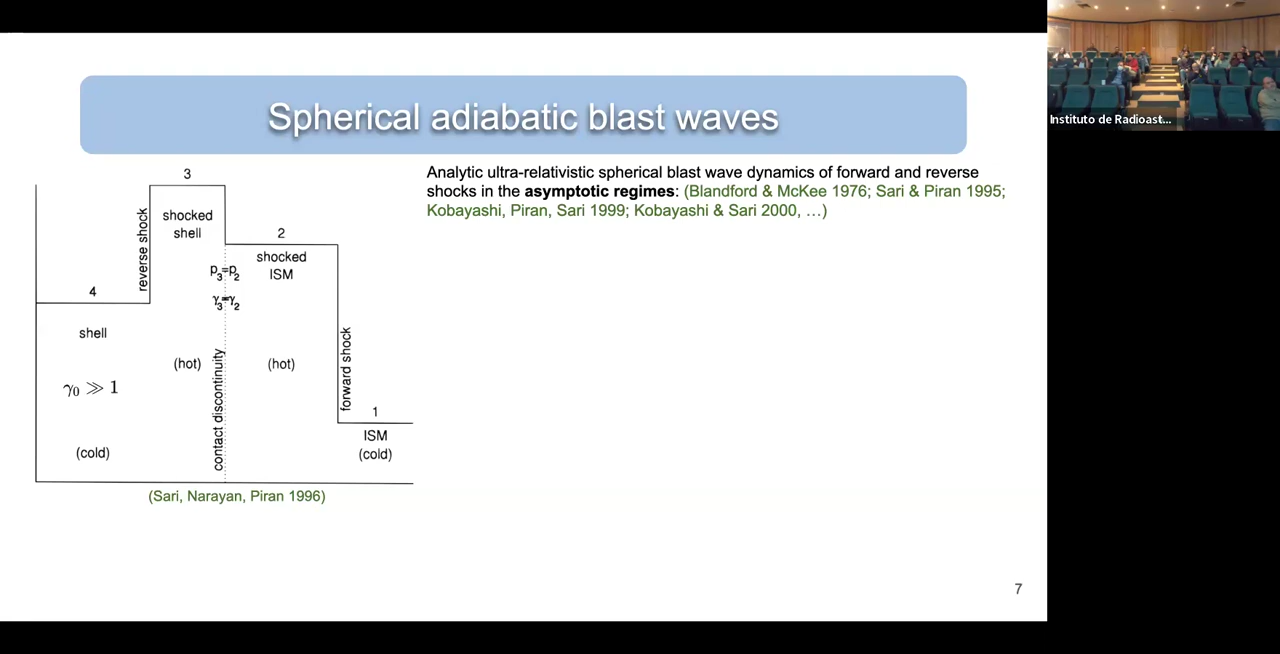 Spherical adiabatic blast waves
Analytic ultra-relativistic spherical blast wave dynamics of forward and reverse
shocks in the asymptotic regimes: (Blandford & McKee 1976; Sari & Piran 1995;
Kobayashi, Piran, Sari 1999; Kobayashi & Sari 2000, …)
3
shocked
shell
reverse shock
2
shocked
ISM
p₃=p₂
γ₃=γ₂
4
shell
γ₀ ≫ 1
(cold)
(hot)
contact discontinuity
(hot)
forward shock
1
ISM
(cold)
(Sari, Narayan, Piran 1996)
7
Instituto de Radioast...